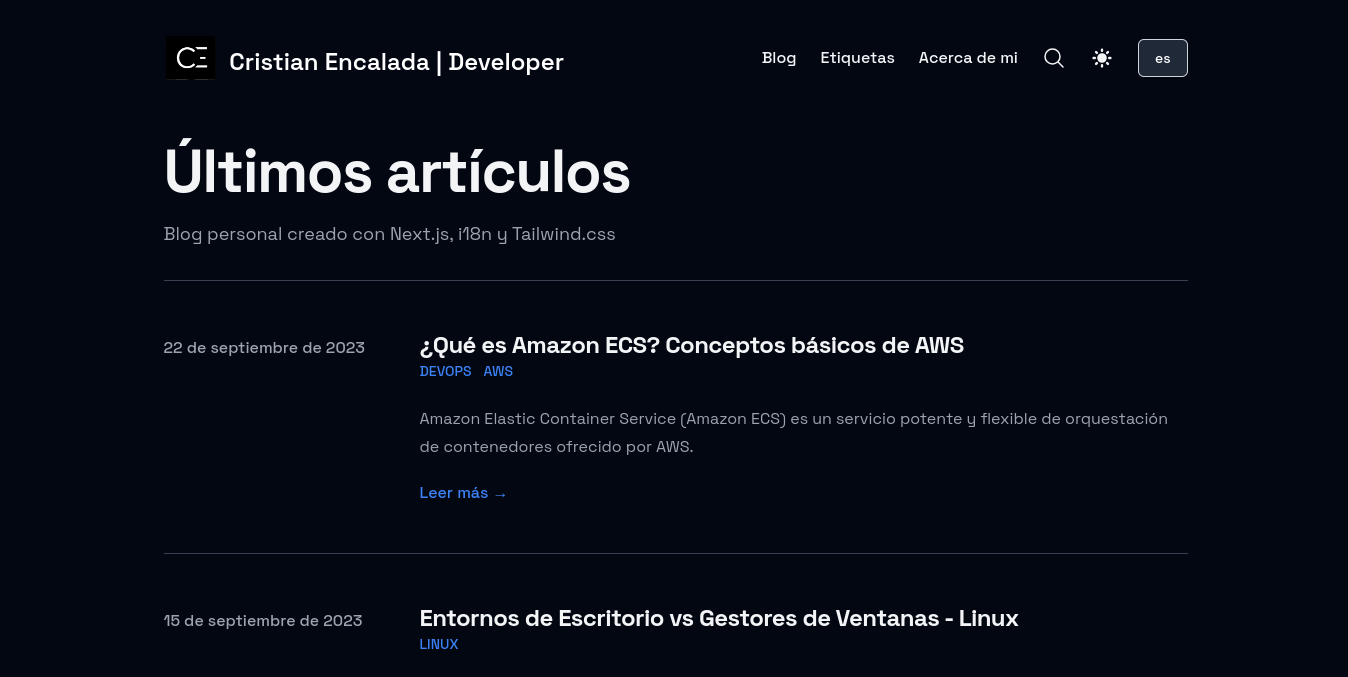 CE
Cristian Encalada | Developer
Blog Etiquetas Acerca de mi es
Últimos artículos
Blog personal creado con Next.js, i18n y Tailwind.css
22 de septiembre de 2023
¿Qué es Amazon ECS? Conceptos básicos de AWS
DEVOPS AWS
Amazon Elastic Container Service (Amazon ECS) es un servicio potente y flexible de orquestación
de contenedores ofrecido por AWS.
Leer más →
15 de septiembre de 2023
Entornos de Escritorio vs Gestores de Ventanas - Linux
LINUX